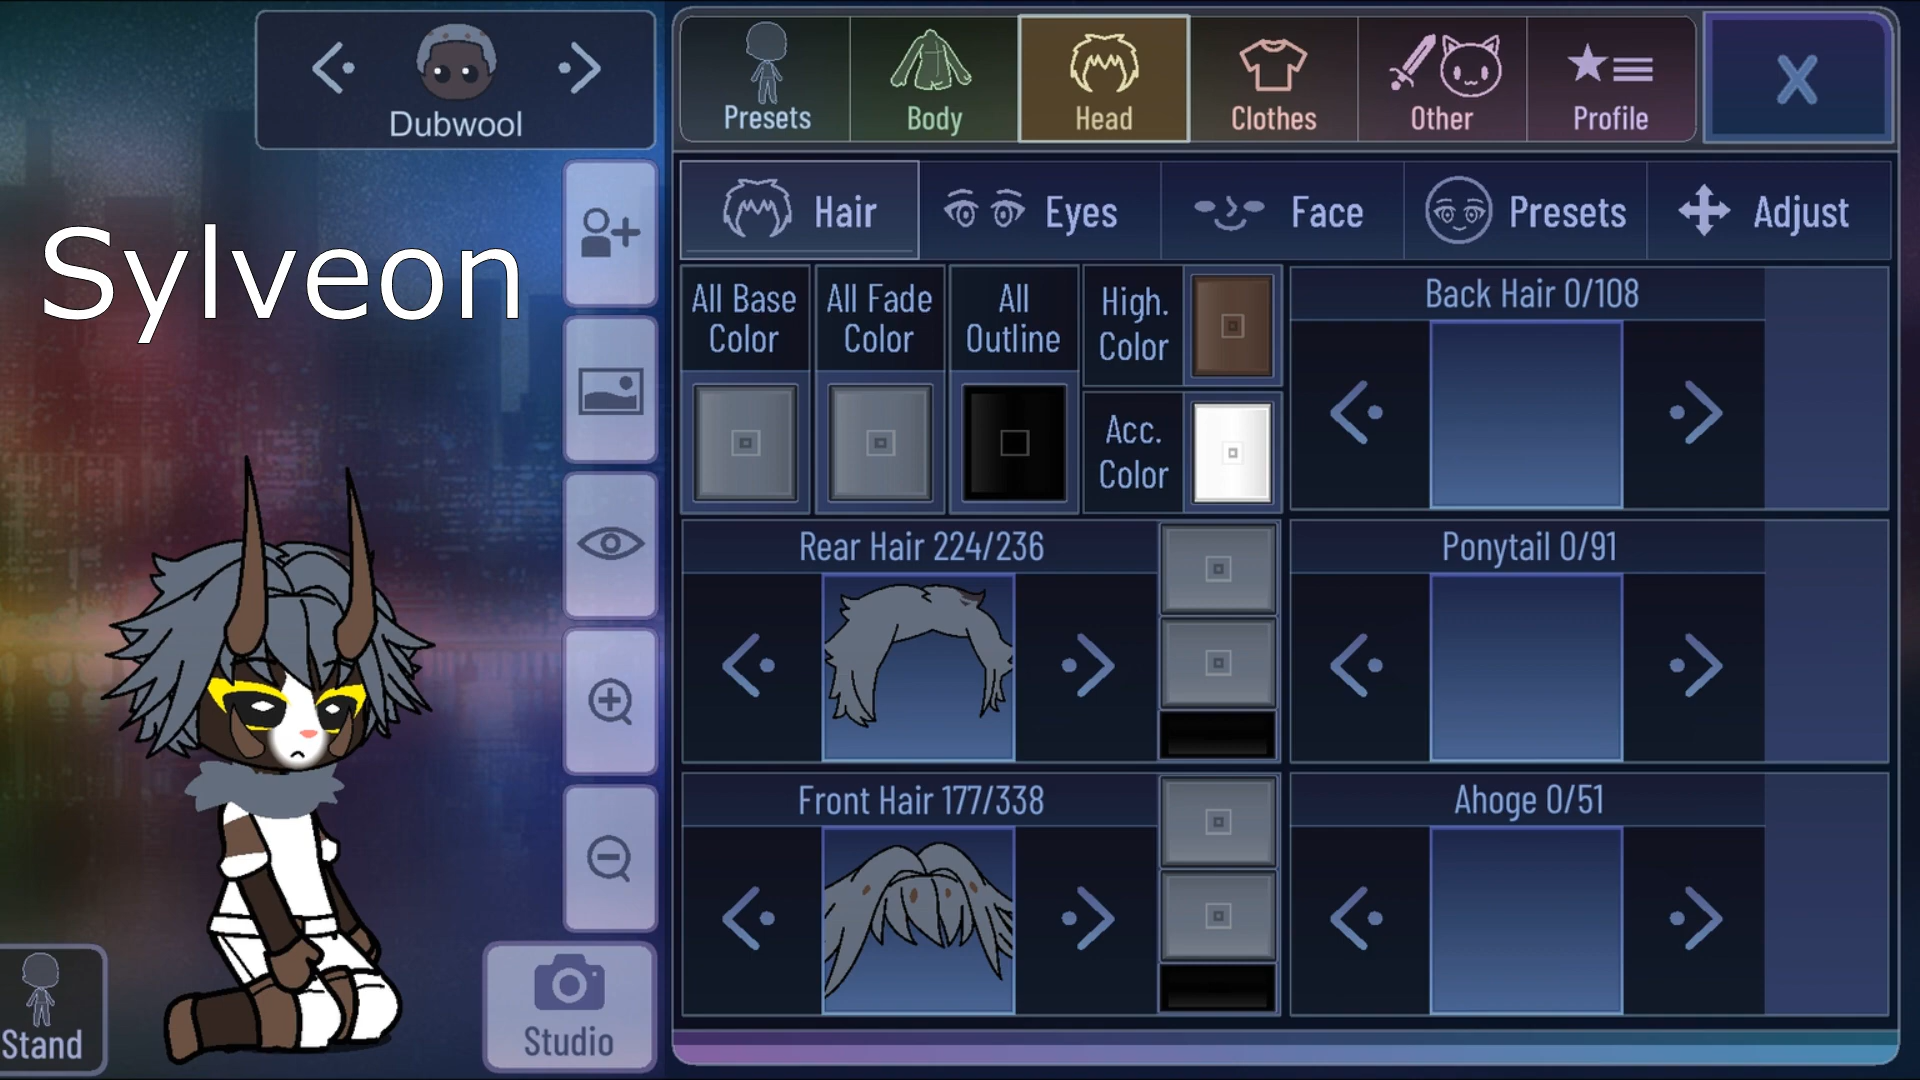 Dubwool
Presets
Body
Head
Clothes
Other
Profile
X
Sylveon
Hair
Eyes
Face
Presets
Adjust
All Base
Color
All Fade
Color
All
Outline
High.
Color
Acc.
Color
Back Hair 0/108
Rear Hair 224/236
Ponytail 0/91
Front Hair 177/338
Ahoge 0/51
Stand
Studio